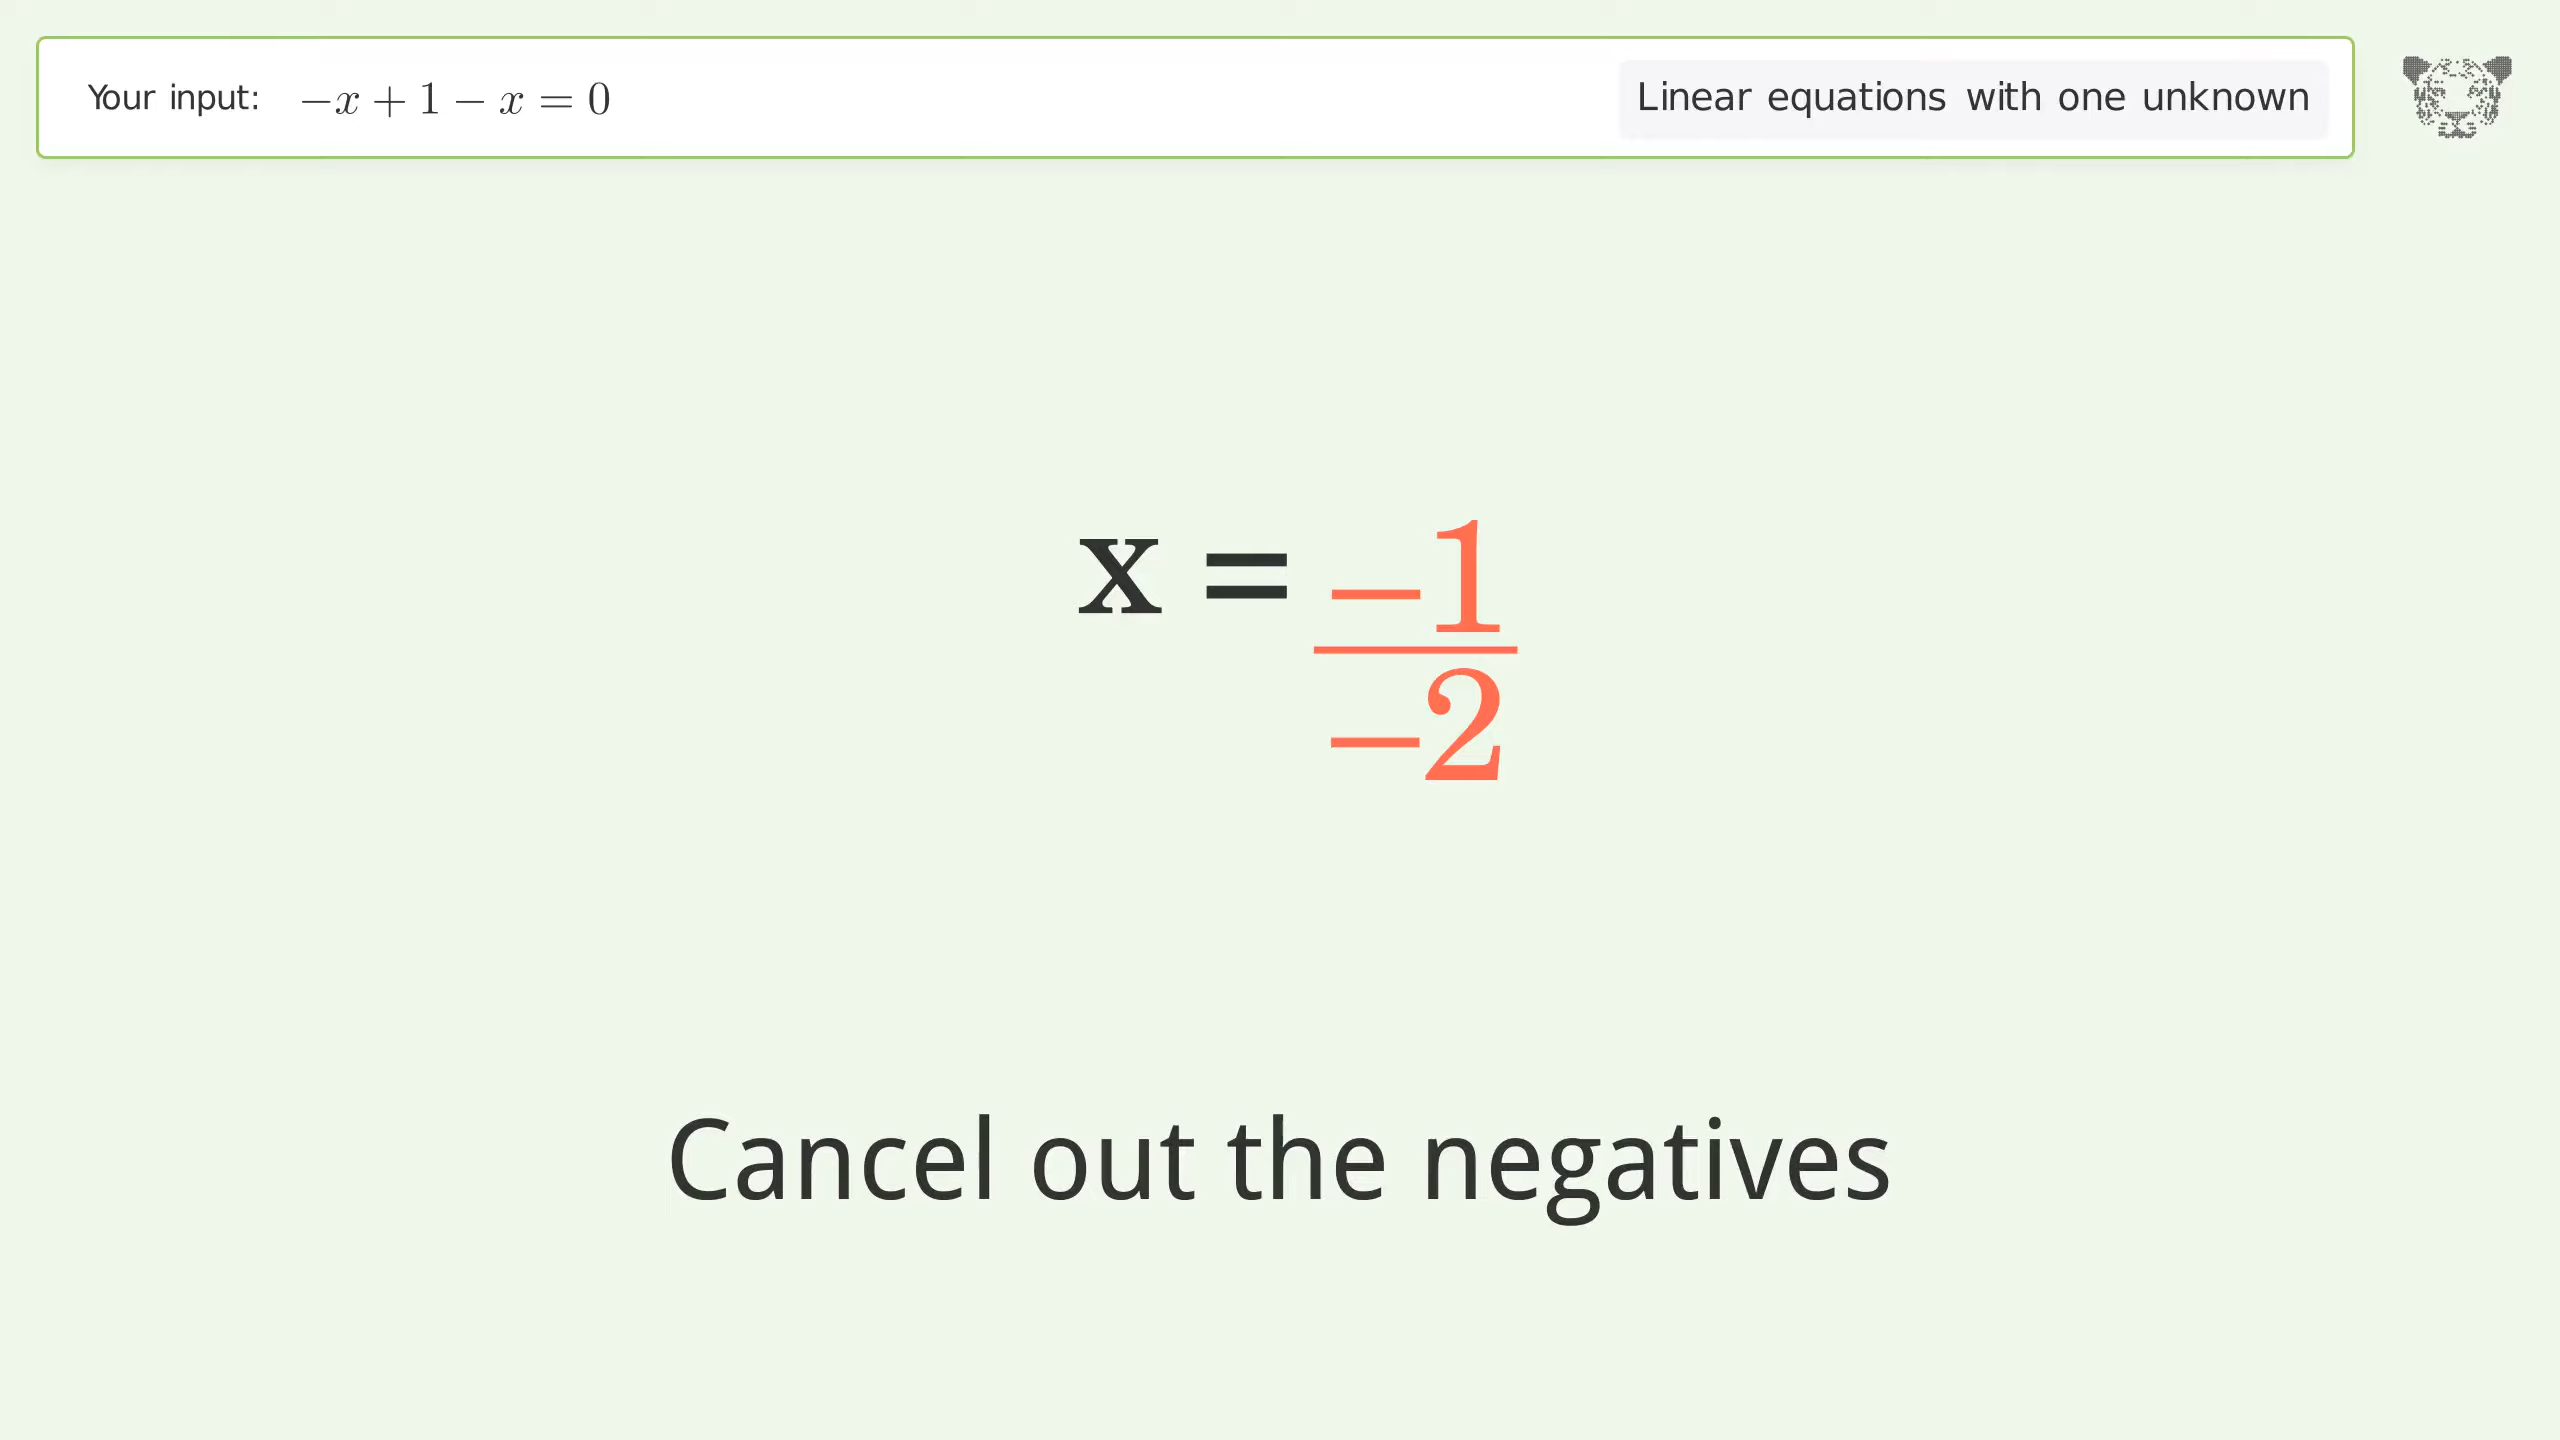 Your input: −x + 1 − x = 0
Linear equations with one unknown
x = −1/−2
Cancel out the negatives